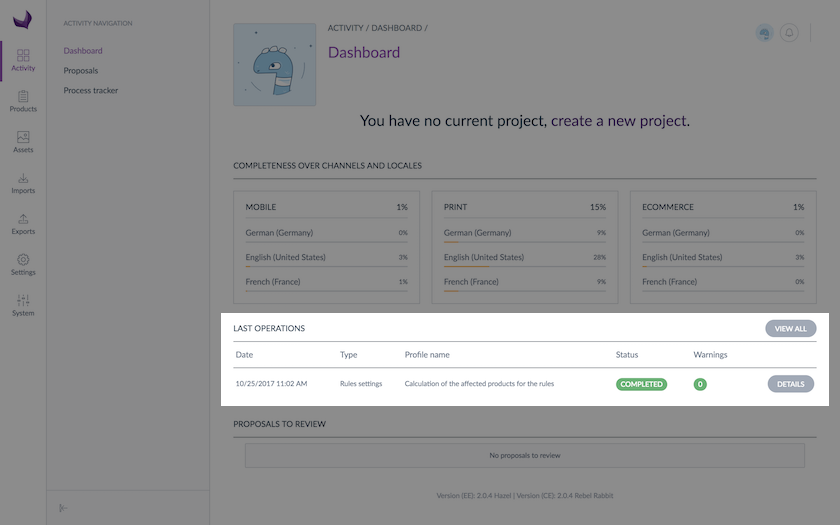 ACTIVITY NAVIGATION
Dashboard
Proposals
Process tracker
Activity
Products
Assets
Imports
Exports
Settings
System
ACTIVITY / DASHBOARD /
Dashboard
You have no current project, create a new project.
COMPLETENESS OVER CHANNELS AND LOCALES
MOBILE 1%
German (Germany) 0%
English (United States) 3%
French (France) 1%
PRINT 15%
German (Germany) 9%
English (United States) 28%
French (France) 9%
ECOMMERCE 1%
German (Germany) 0%
English (United States) 3%
French (France) 0%
LAST OPERATIONS VIEW ALL
Date Type Profile name Status Warnings
10/25/2017 11:02 AM Rules settings Calculation of the affected products for the rules COMPLETED 0 DETAILS
PROPOSALS TO REVIEW
No proposals to review
Version (EE): 2.0.4 Hazel | Version (CE): 2.0.4 Rebel Rabbit